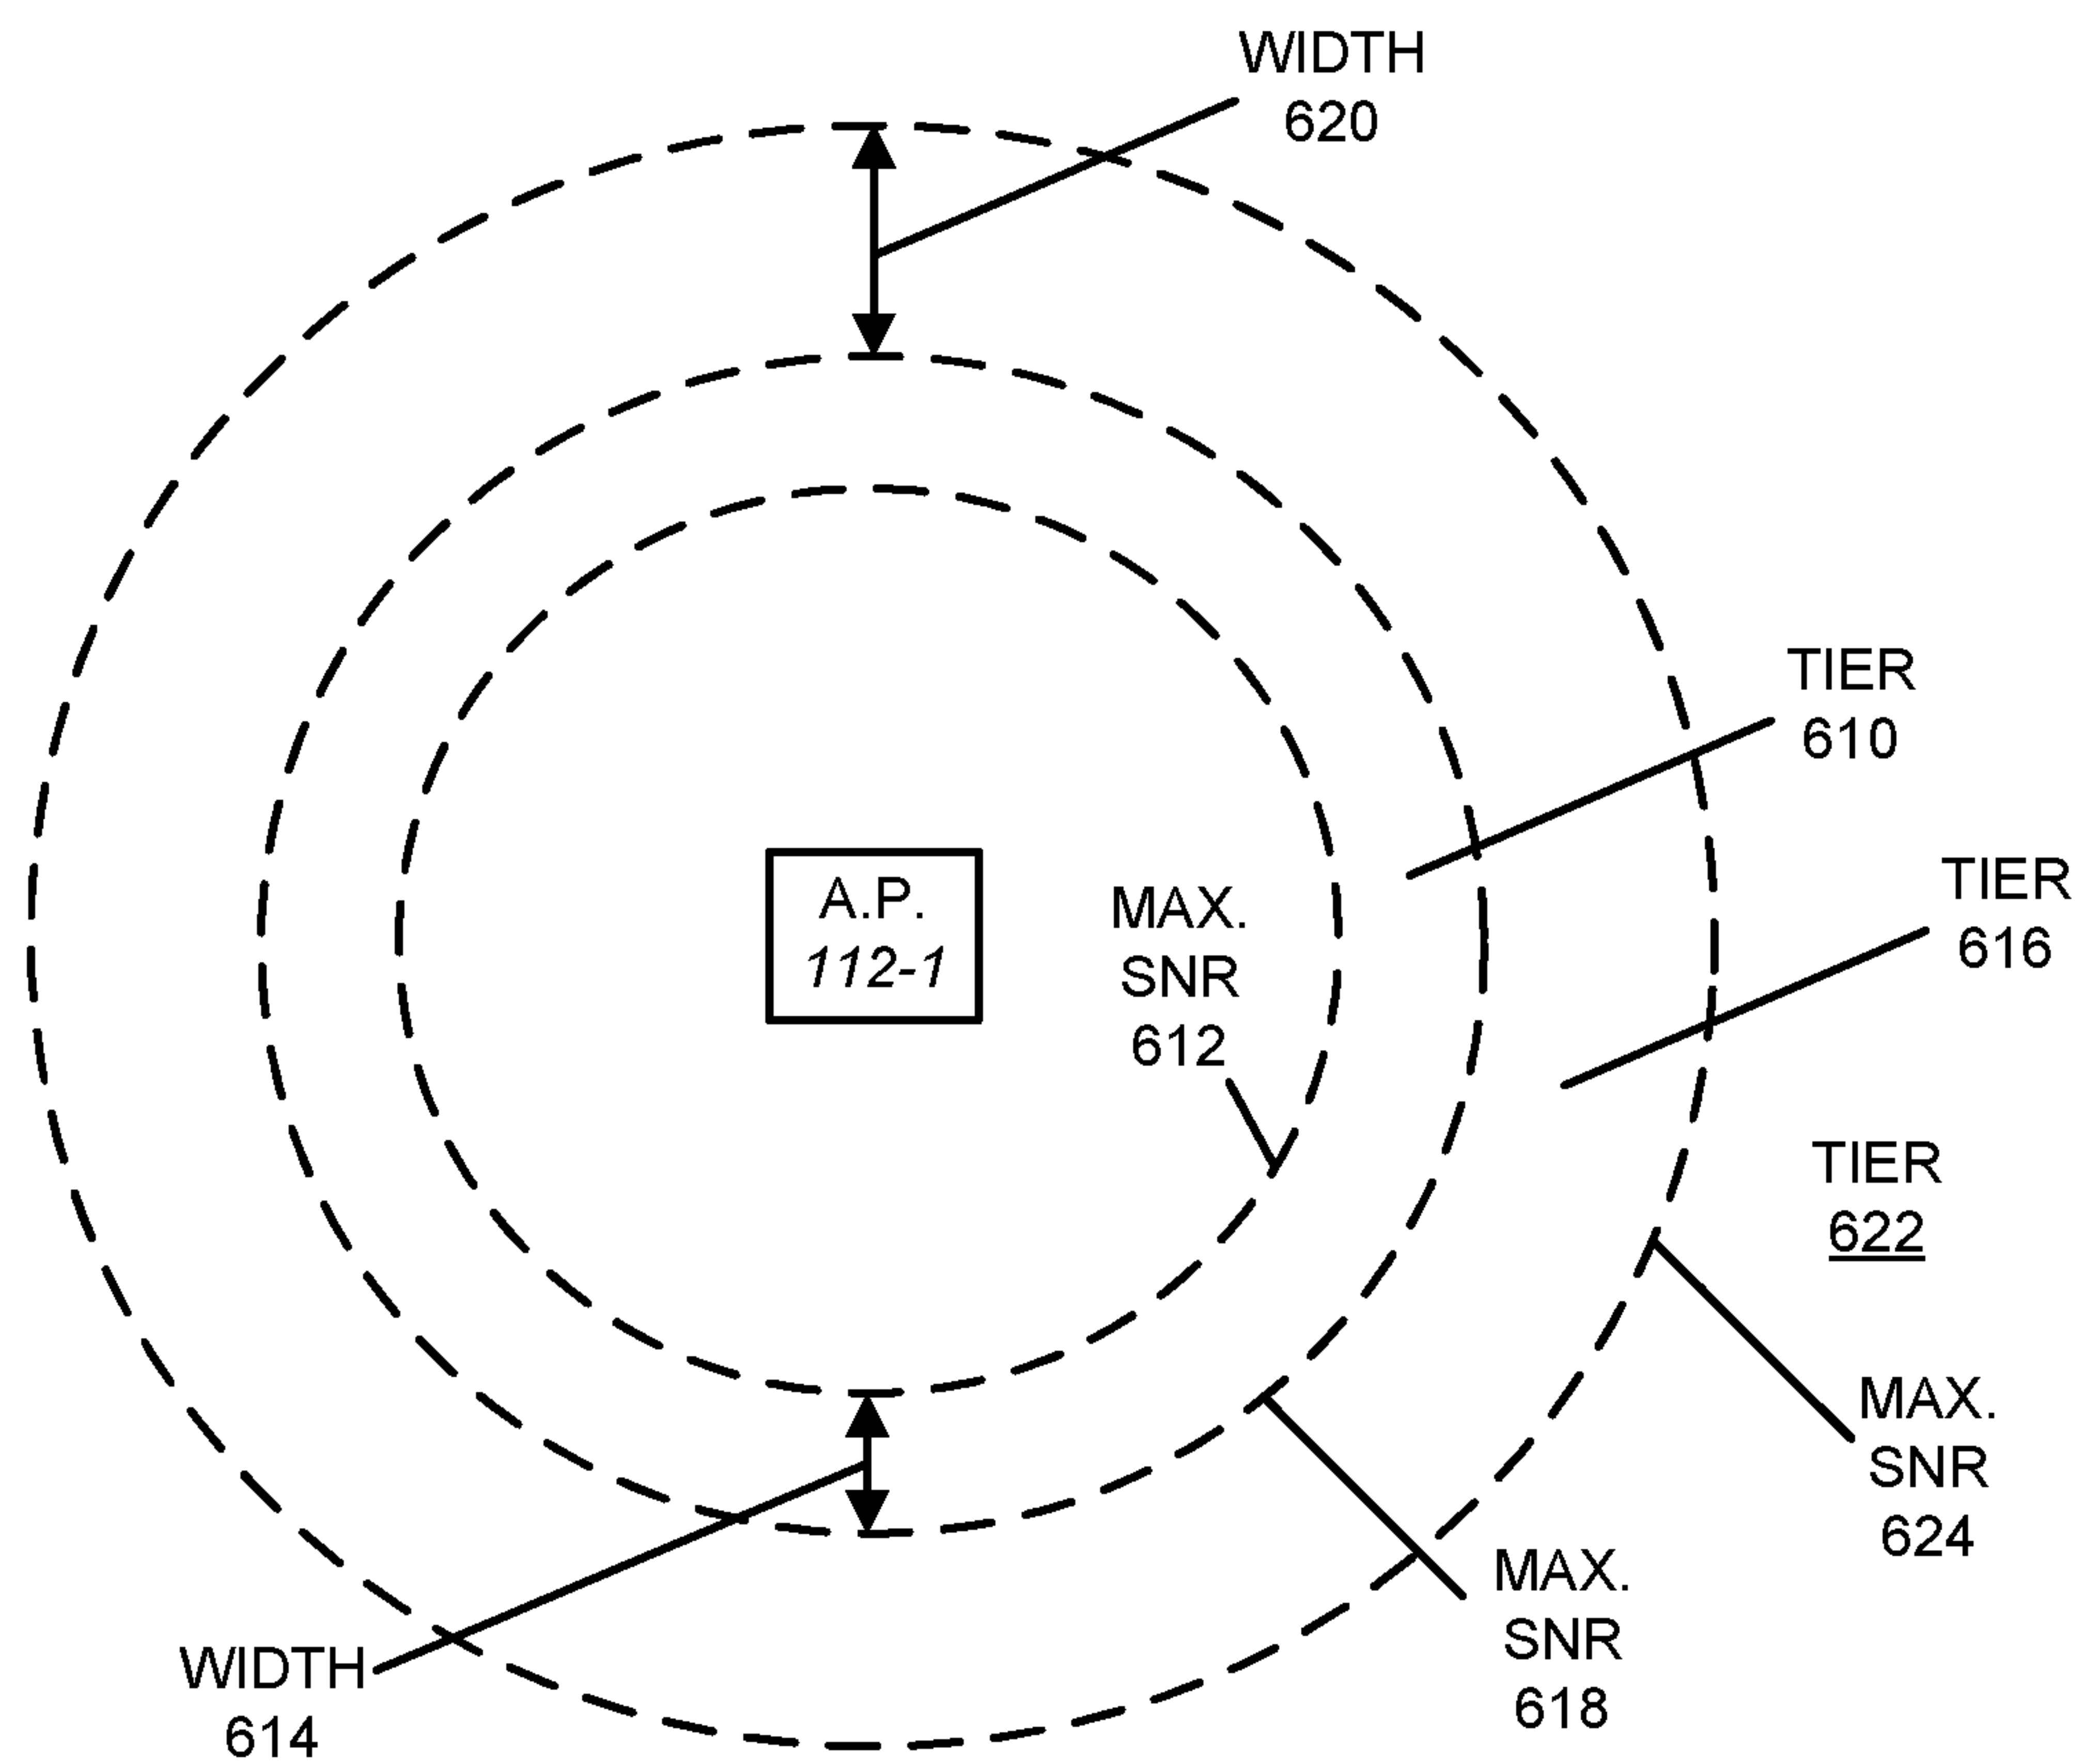 WIDTH
620
TIER
610
TIER
616
A.P.
112-1
MAX.
SNR
612
TIER
622
MAX.
SNR
624
MAX.
SNR
618
WIDTH
614